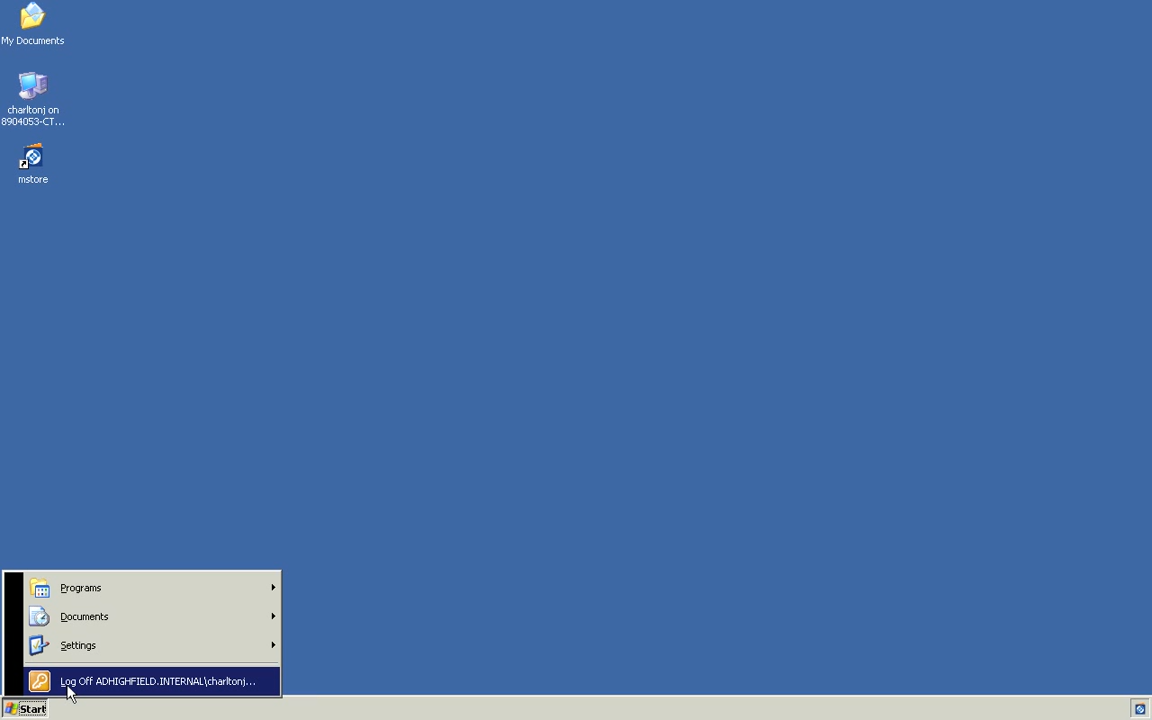 My Documents
charltonj on
8904053-CT...
mstore
Programs
Documents
Settings
Log Off ADHIGHFIELD.INTERNAL\charltonj...
Start